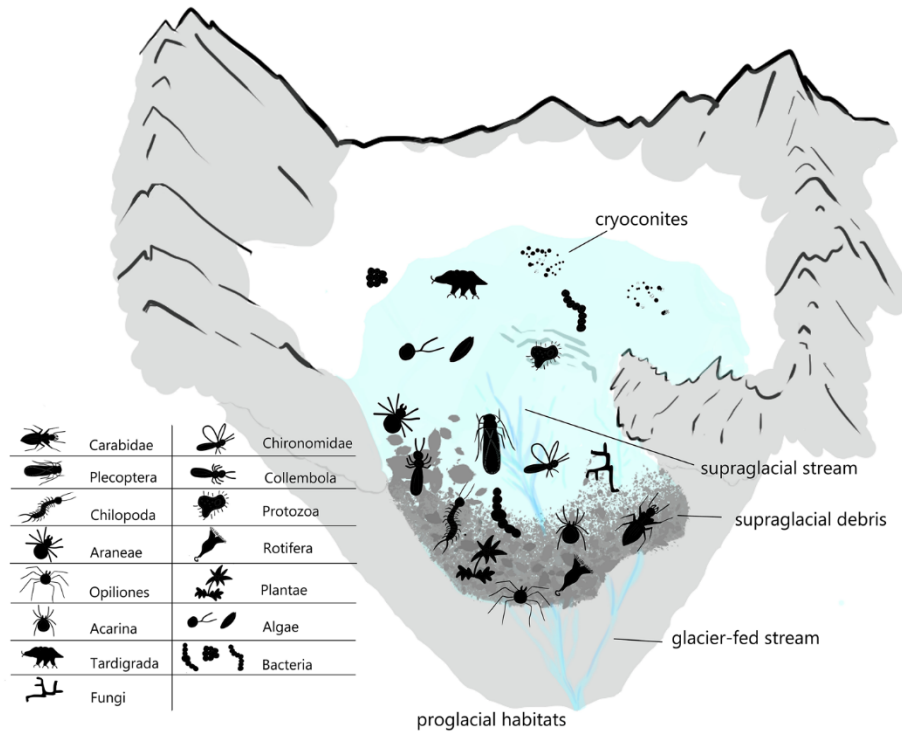 cryoconites
supraglacial stream
supraglacial debris
glacier-fed stream
proglacial habitats
Carabidae
Chironomidae
Plecoptera
Collembola
Chilopoda
Protozoa
Araneae
Rotifera
Opiliones
Plantae
Acarina
Algae
Tardigrada
Bacteria
Fungi